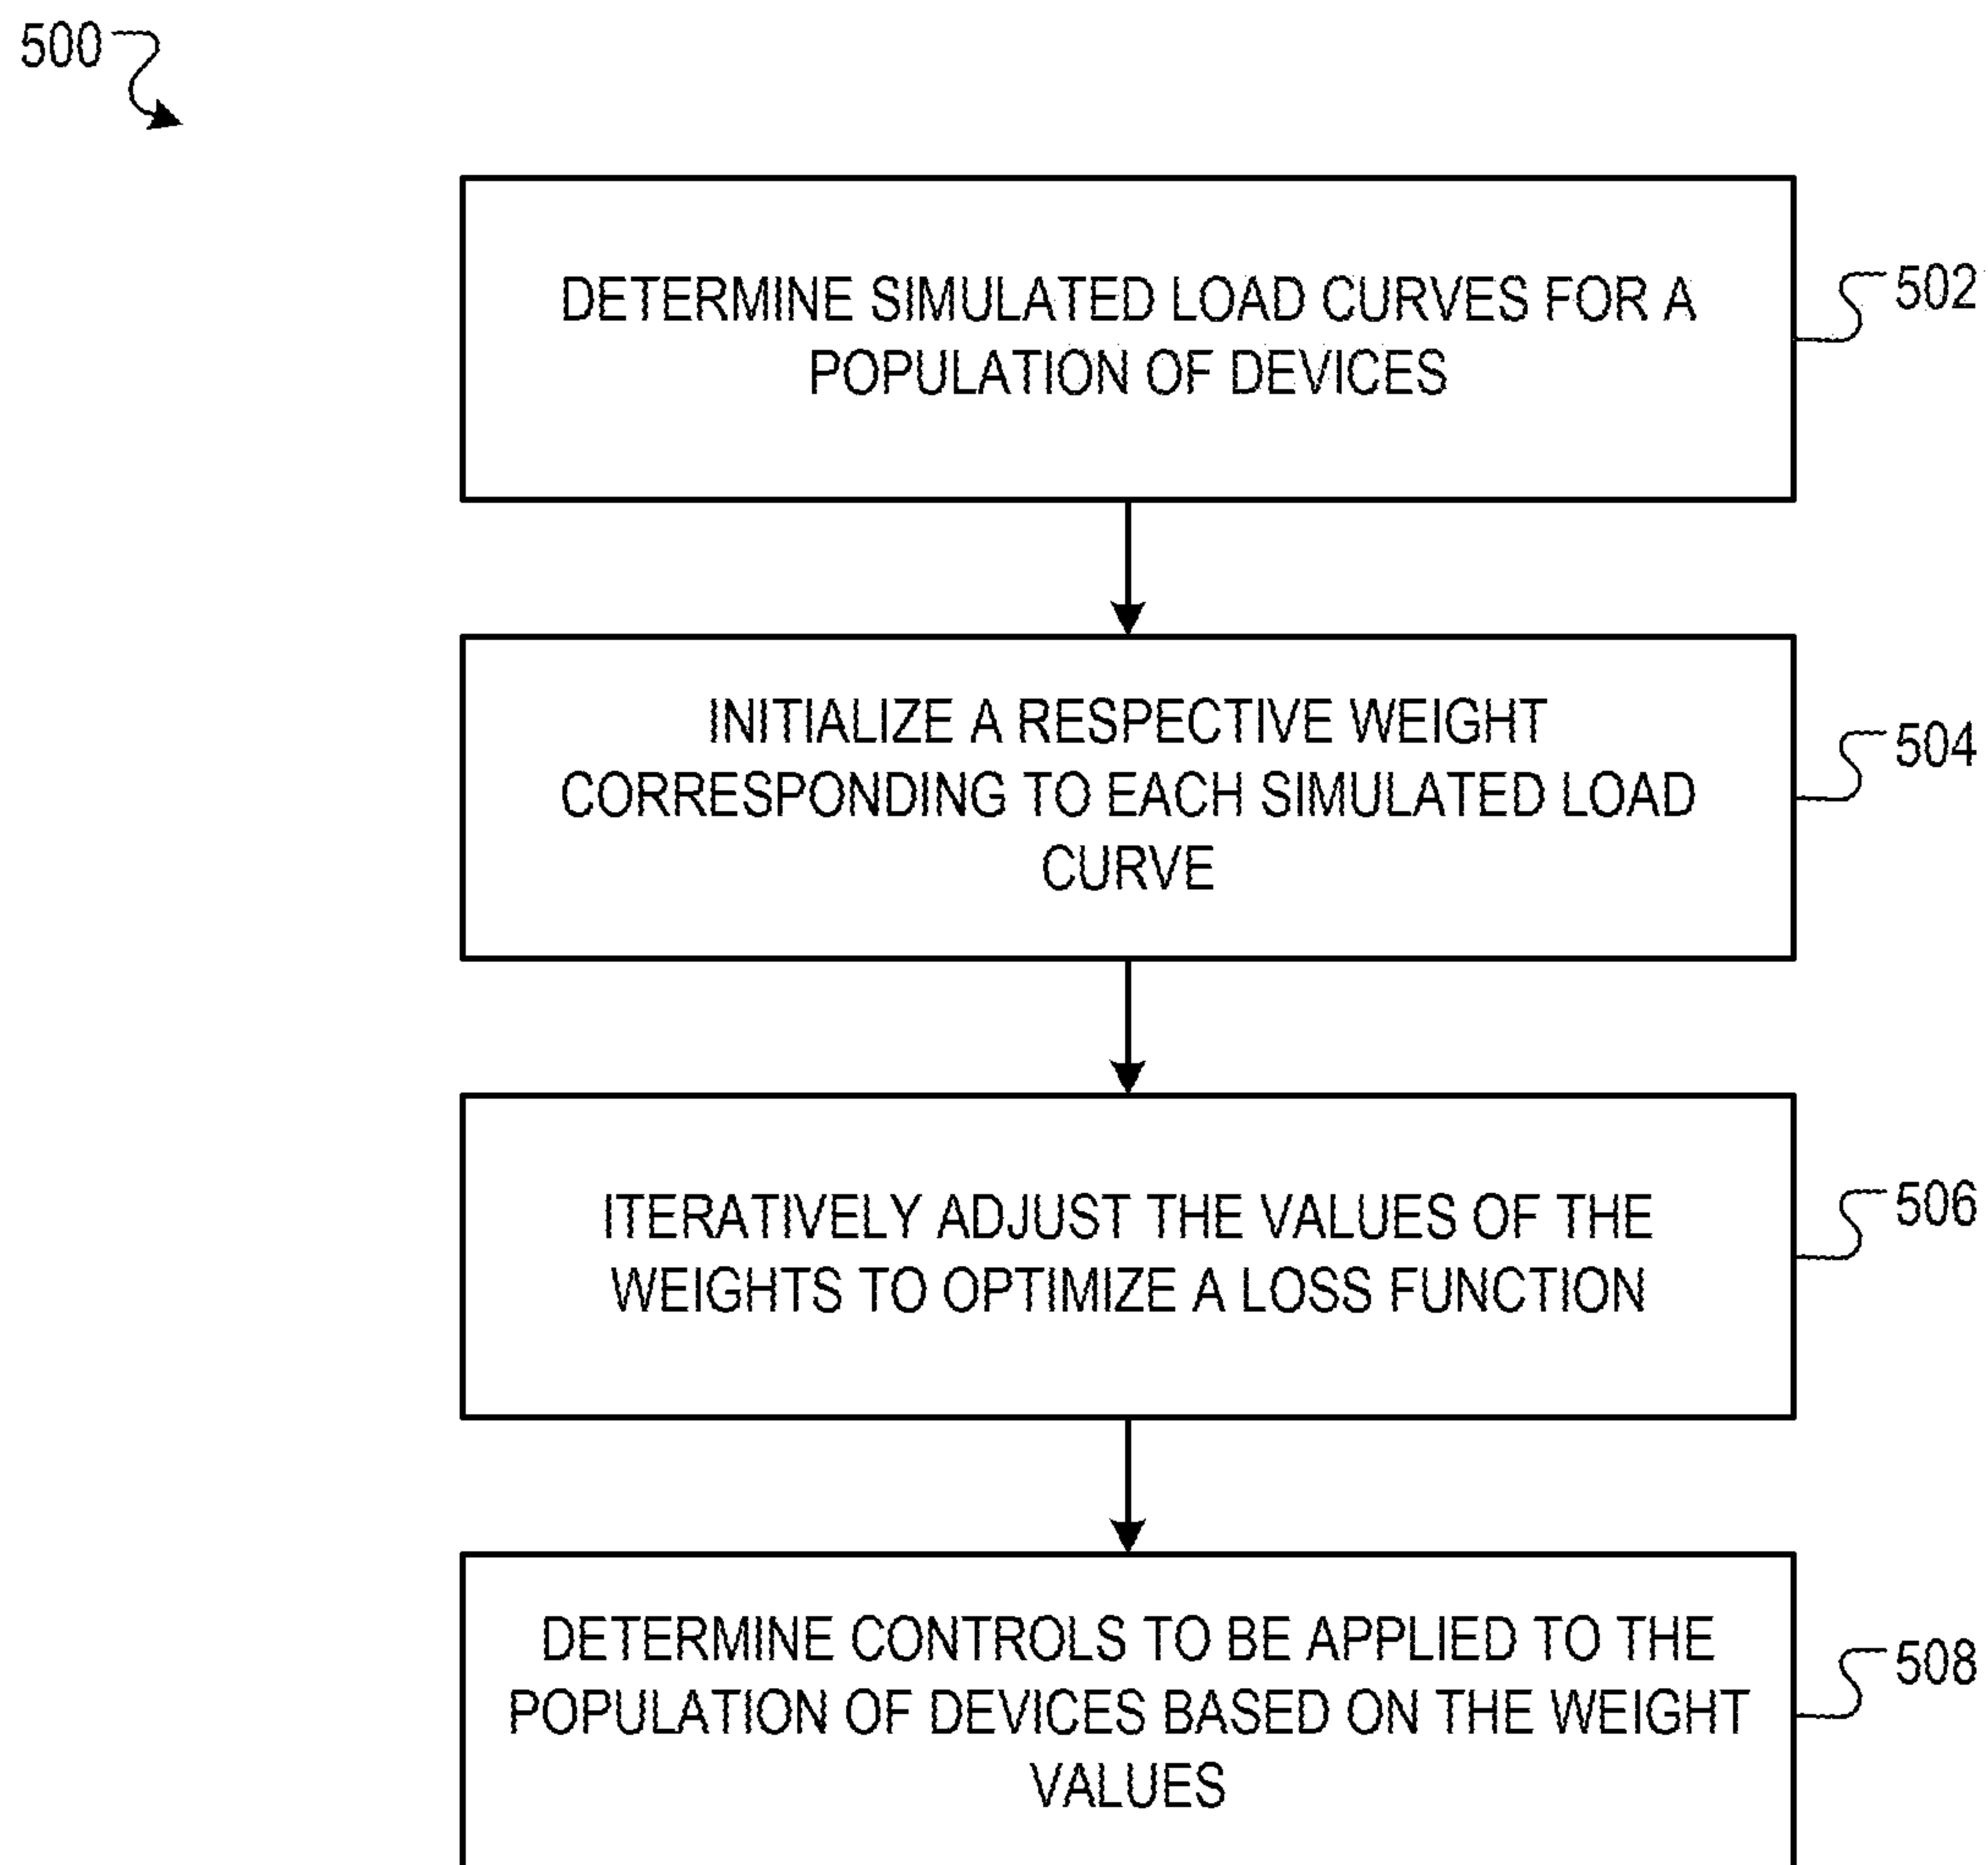 500
DETERMINE SIMULATED LOAD CURVES FOR A
POPULATION OF DEVICES
502
INITIALIZE A RESPECTIVE WEIGHT
CORRESPONDING TO EACH SIMULATED LOAD
CURVE
504
ITERATIVELY ADJUST THE VALUES OF THE
WEIGHTS TO OPTIMIZE A LOSS FUNCTION
506
DETERMINE CONTROLS TO BE APPLIED TO THE
POPULATION OF DEVICES BASED ON THE WEIGHT
VALUES
508